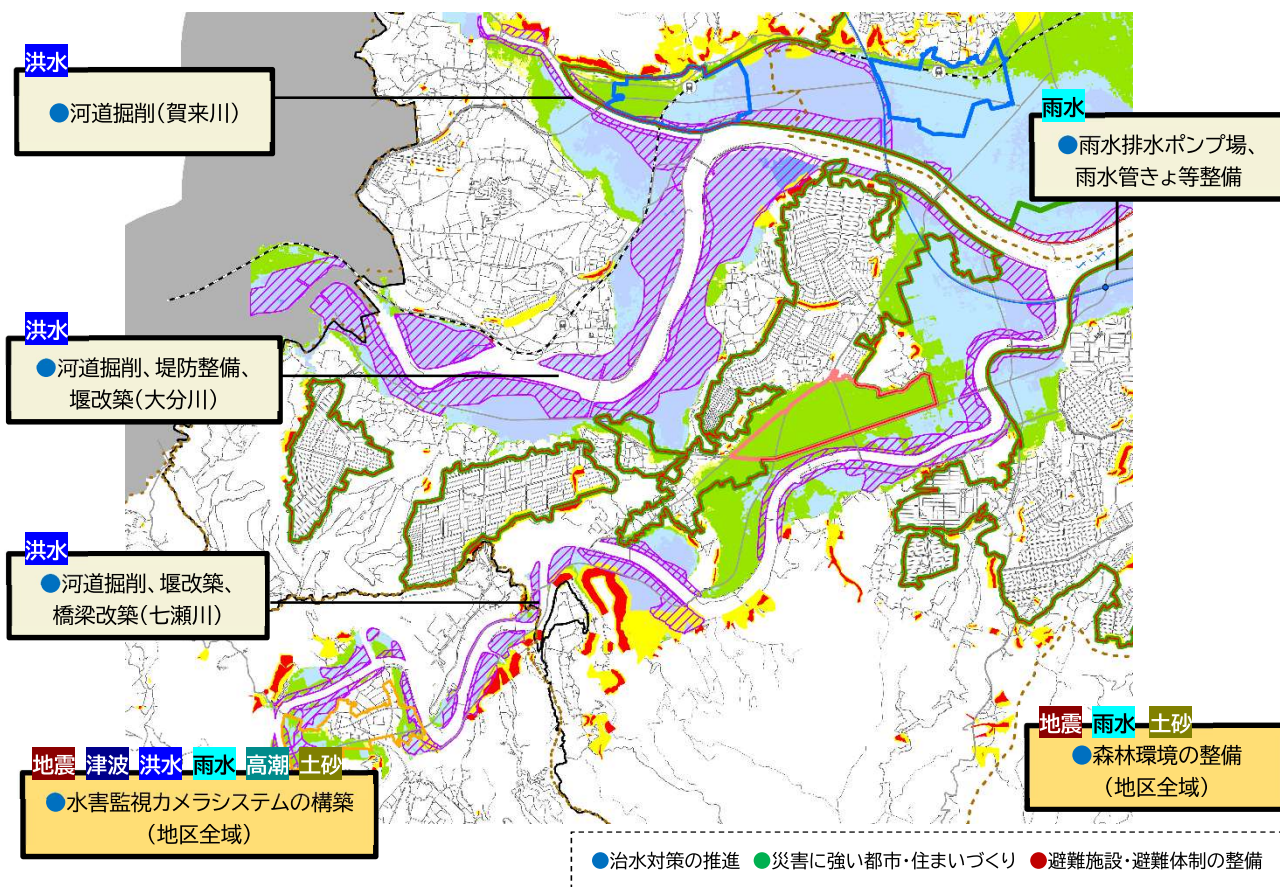 洪水
●河道掘削(賀来川)
雨水
●雨水排水ポンプ場、
雨水管きょ等整備
洪水
●河道掘削、堤防整備、
堰改築(大分川)
洪水
●河道掘削、堰改築、
橋梁改築(七瀬川)
地震 津波 洪水 雨水 高潮 土砂
●水害監視カメラシステムの構築
(地区全域)
地震 雨水 土砂
●森林環境の整備
(地区全域)
●治水対策の推進 ●災害に強い都市・住まいづくり ●避難施設・避難体制の整備